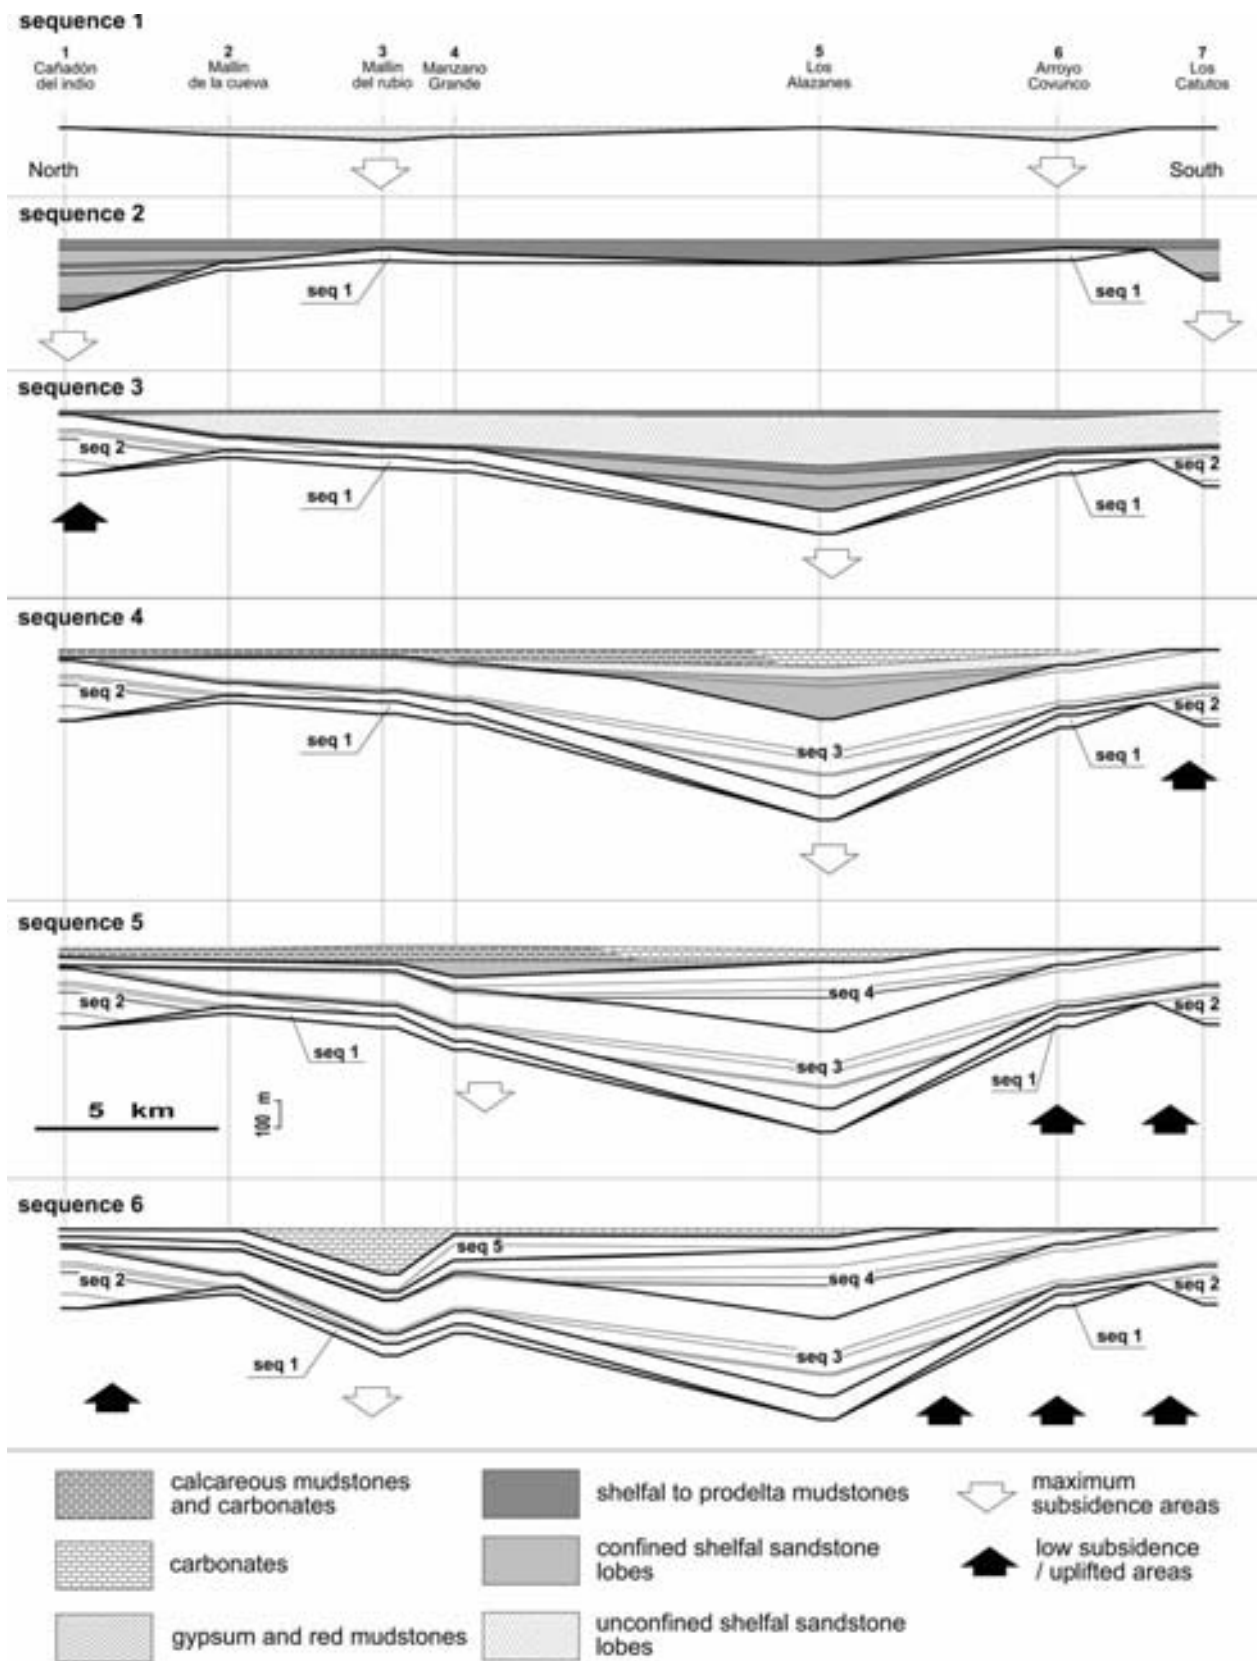 sequence 1
1
Cañadón
del indio
2
Mallin
de la cueva
3
Mallin
del rubio
4
Manzano
Grande
5
Los
Alazanes
6
Arroyo
Covunco
7
Los
Catutos
North
South
sequence 2
seq 1
seq 1
sequence 3
seq 2
seq 1
seq 2
seq 1
sequence 4
seq 2
seq 1
seq 3
seq 2
seq 1
sequence 5
seq 2
seq 1
seq 4
seq 3
seq 2
seq 1
5 km
100 m
sequence 6
seq 2
seq 1
seq 5
seq 4
seq 3
seq 2
seq 1
calcareous mudstones
and carbonates
carbonates
gypsum and red mudstones
shelfal to prodelta mudstones
confined shelfal sandstone
lobes
unconfined shelfal sandstone
lobes
maximum
subsidence areas
low subsidence
/ uplifted areas